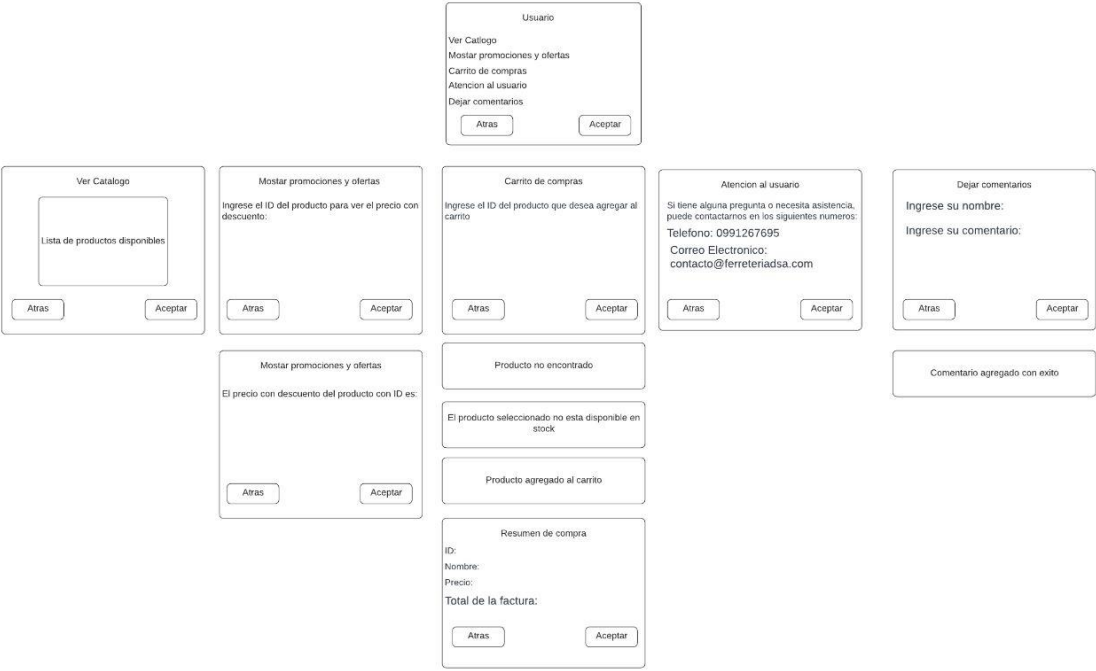 Usuario
Ver Catlogo
Mostar promociones y ofertas
Carrito de compras
Atencion al usuario
Dejar comentarios
Atras
Aceptar
Ver Catalogo
Lista de productos disponibles
Atras
Aceptar
Mostar promociones y ofertas
Ingrese el ID del producto para ver el precio con
descuento:
Atras
Aceptar
Carrito de compras
Ingrese el ID del producto que desea agregar al
carrito
Atras
Aceptar
Atencion al usuario
Si tiene alguna pregunta o necesita asistencia,
puede contactarnos en los siguientes numeros:
Telefono: 0991267695
Correo Electronico:
contacto@ferreteriadsa.com
Atras
Aceptar
Dejar comentarios
Ingrese su nombre:
Ingrese su comentario:
Atras
Aceptar
Mostar promociones y ofertas
El precio con descuento del producto con ID es:
Atras
Aceptar
Producto no encontrado
El producto seleccionado no esta disponible en
stock
Producto agregado al carrito
Resumen de compra
ID:
Nombre:
Precio:
Total de la factura:
Atras
Aceptar
Comentario agregado con exito